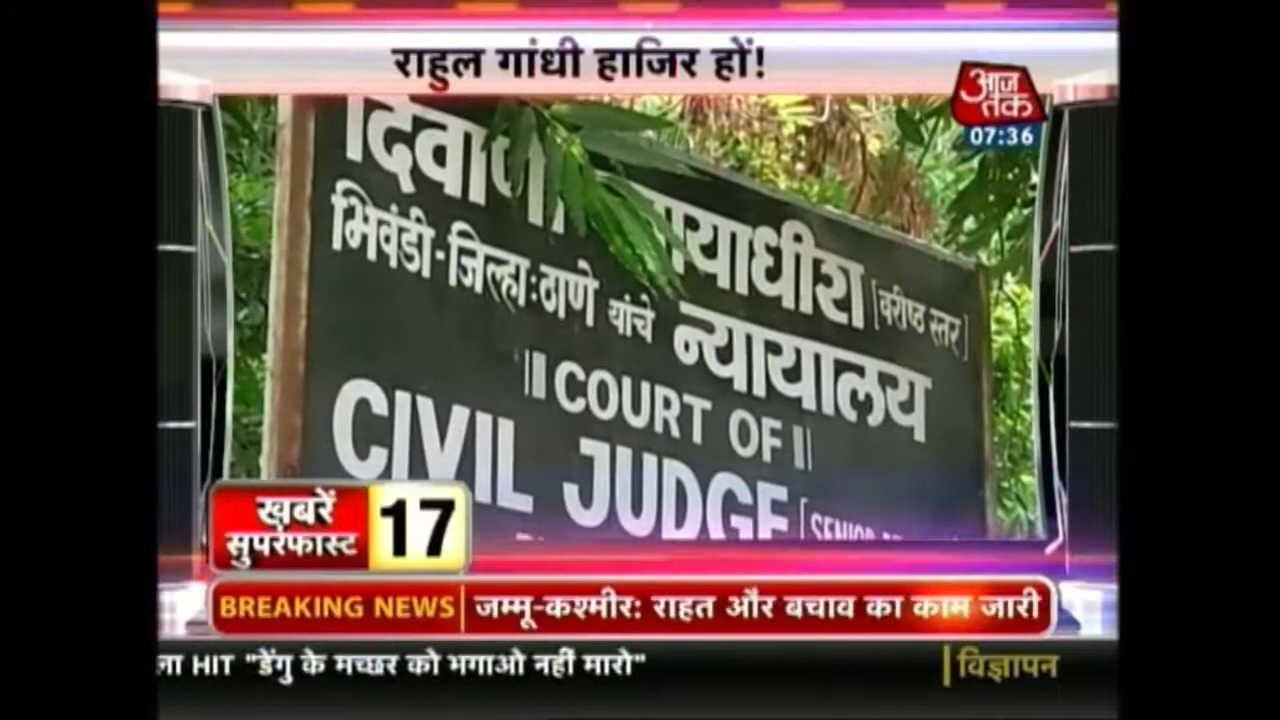 राहुल गांधी हाजिर हों!
आज
तक
07:36
भिवंडी-जिल्हा:ठाणे यांचे न्यायालय
[वरीष्ठ स्तर]
COURT OF
CIVIL JUDGE
ख़बरें
सुपरफास्ट
17
BREAKING NEWS
जम्मू-कश्मीर: राहत और बचाव का काम जारी
HIT "डेंगु के मच्छर को भगाओ नहीं मारो"
विज्ञापन